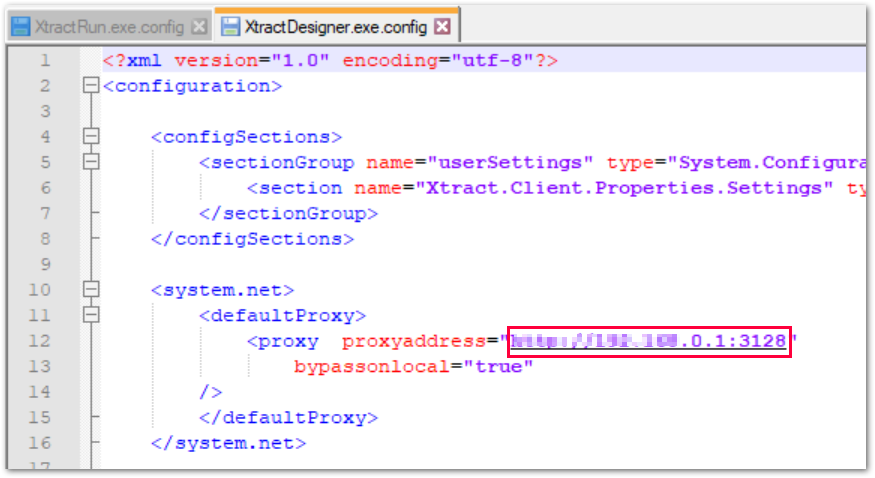 XtractRun.exe.config XtractDesigner.exe.config
1 <?xml version="1.0" encoding="utf-8"?>
2 <configuration>
3
4 <configSections>
5 <sectionGroup name="userSettings" type="System.Configura
6 <section name="Xtract.Client.Properties.Settings" ty
7 </sectionGroup>
8 </configSections>
9
10 <system.net>
11 <defaultProxy>
12 <proxy proxyaddress=".0.1:3128"
13 bypassonlocal="true"
14 />
15 </defaultProxy>
16 </system.net>
17